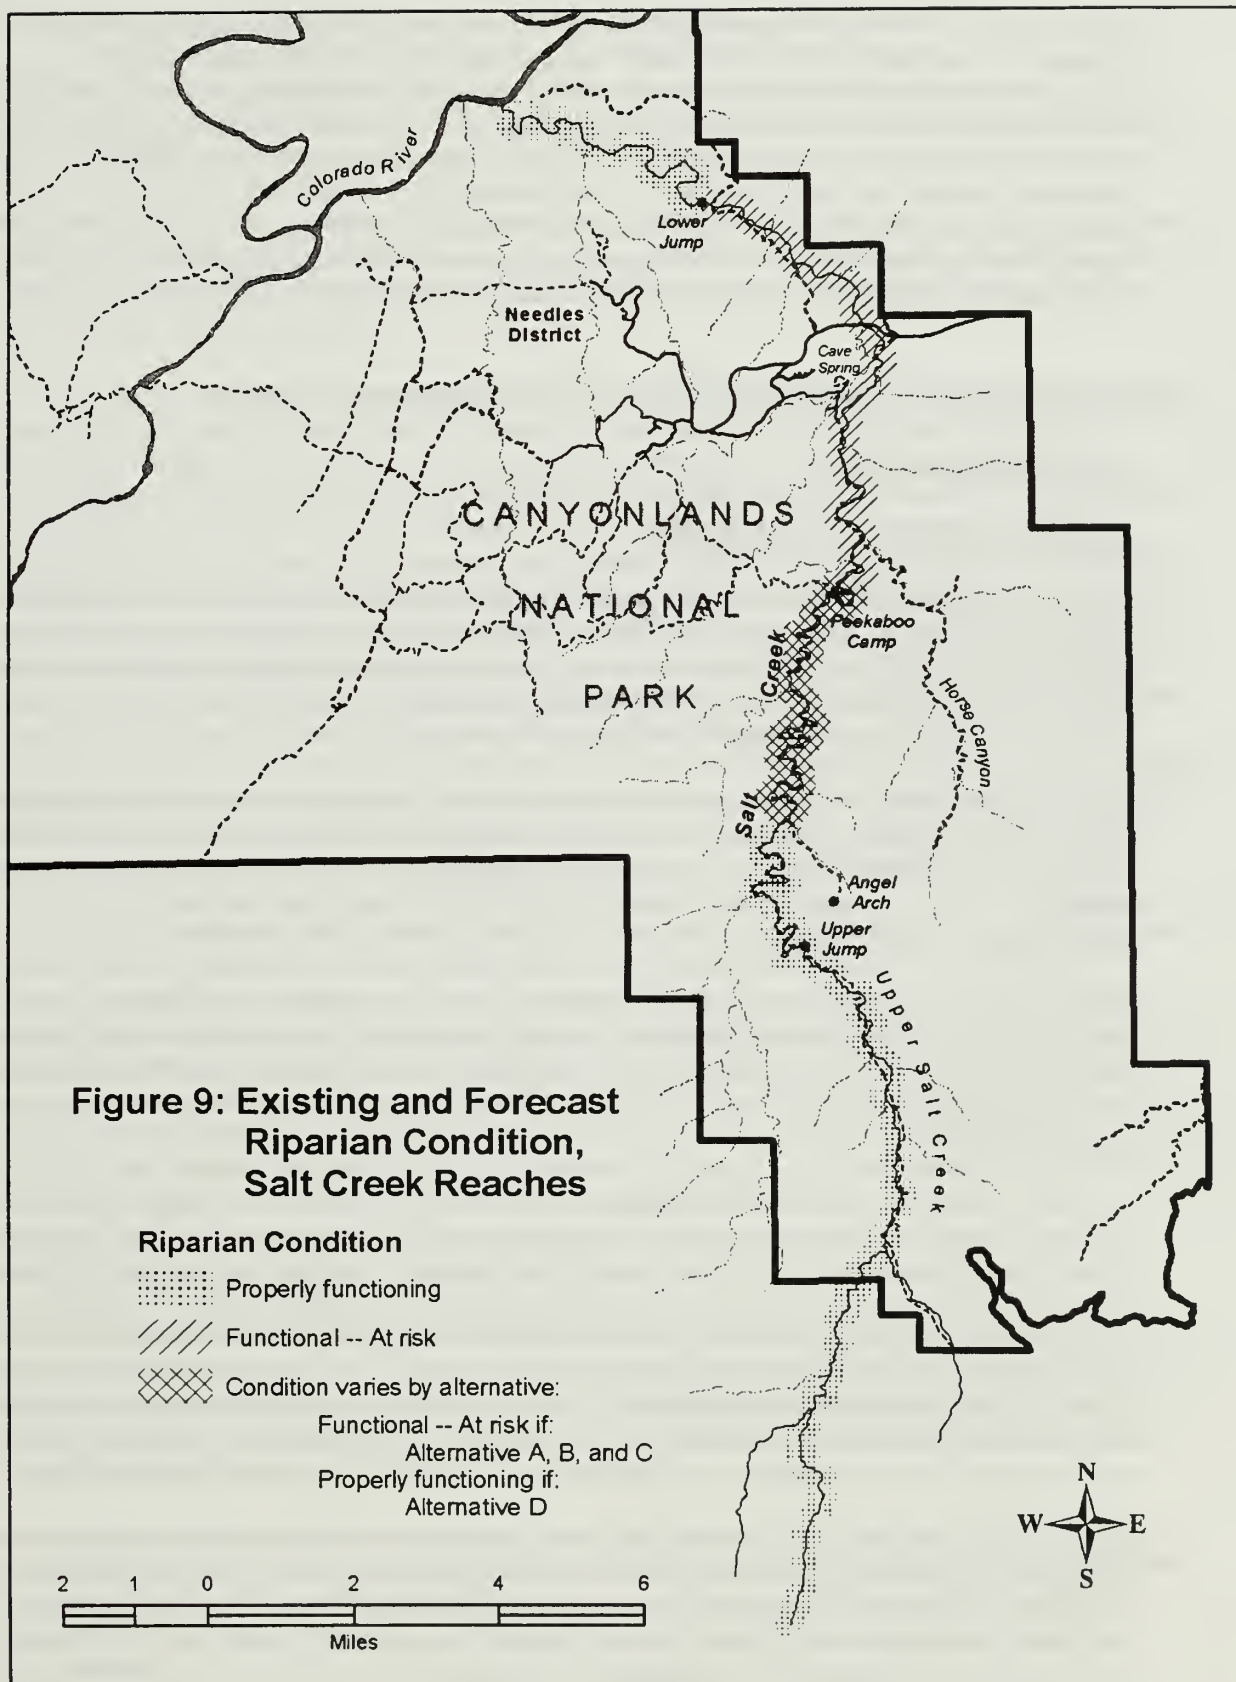 Colorado River
Lower
Jump
Needles
District
Cave
Spring
CANYONLANDS
NATIONAL
PARK
Peekaboo
Camp
Salt Creek
Horse Canyon
Angel
Arch
Upper
Jump
Upper Salt Creek
Figure 9: Existing and Forecast
Riparian Condition,
Salt Creek Reaches
Riparian Condition
Properly functioning
Functional -- At risk
Condition varies by alternative:
Functional -- At risk if:
Alternative A, B, and C
Properly functioning if:
Alternative D
N
W E
S
2 1 0 2 4 6
Miles